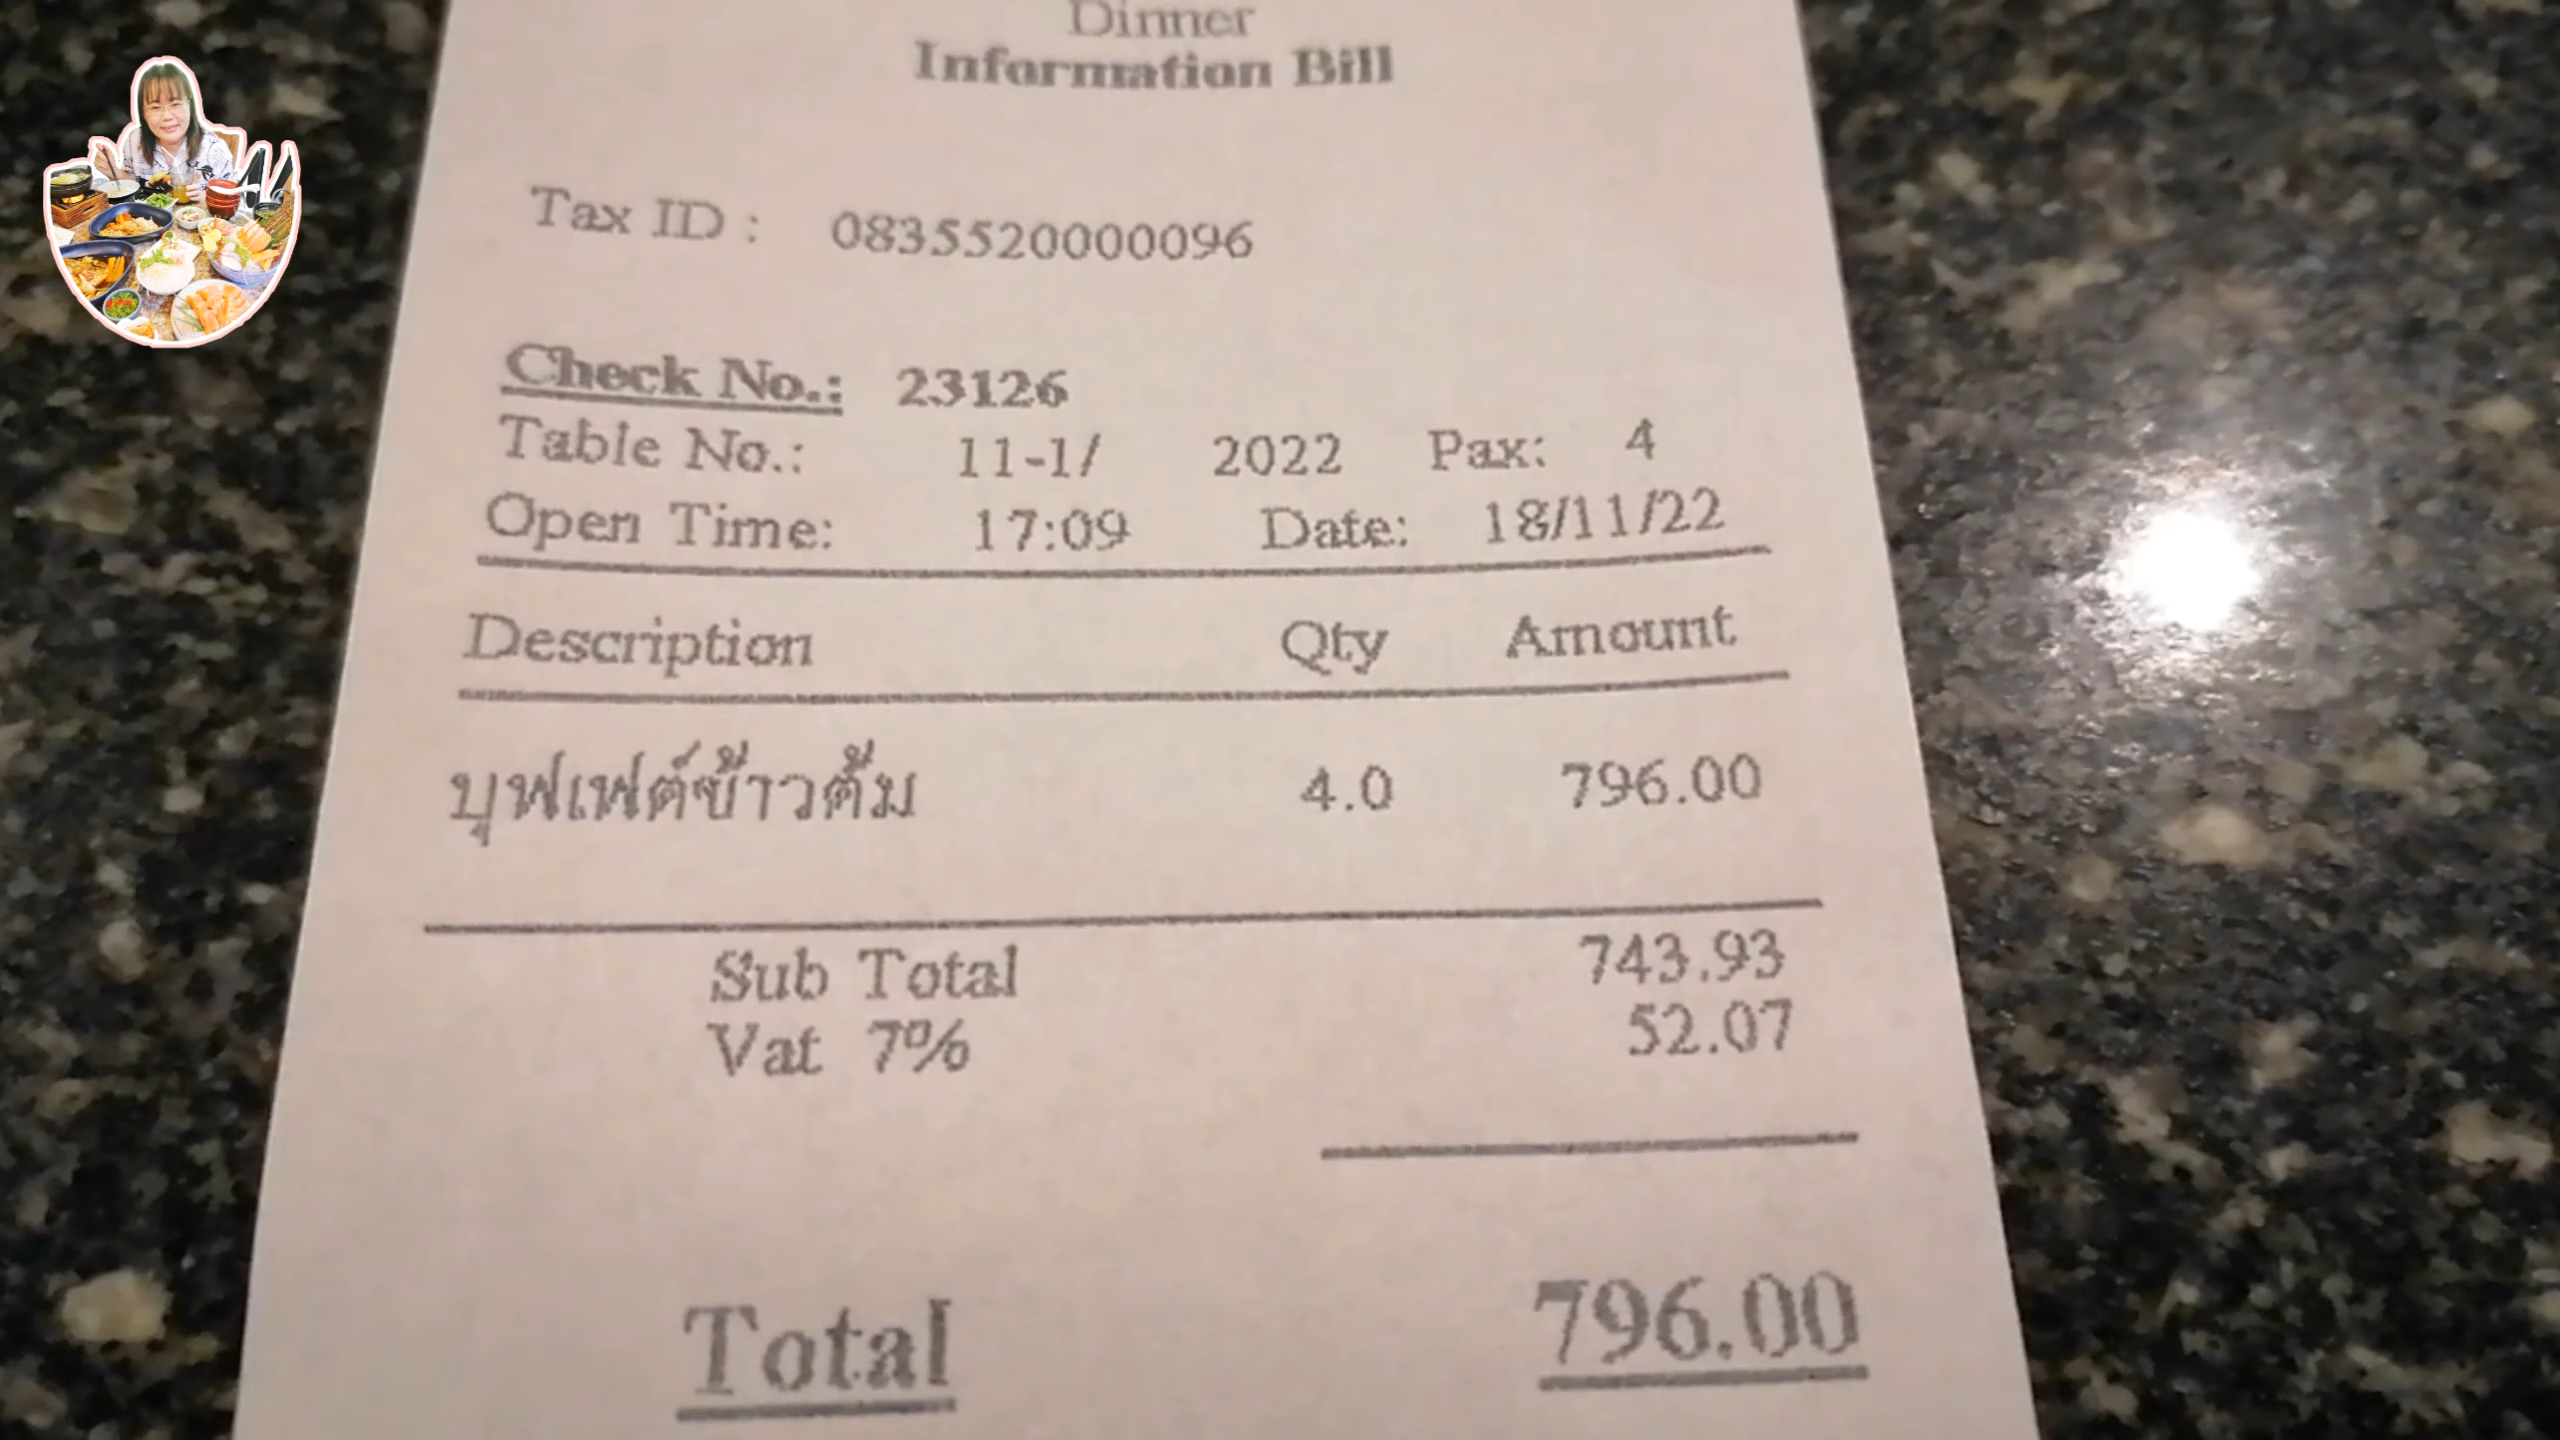 Dinner
Information Bill
Tax ID : 0835520000096
Check No.: 23126
Table No.: 11-1/ 2022 Pax: 4
Open Time: 17:09 Date: 18/11/22
Description Qty Amount
บุฟเฟต์ข้าวต้ม 4.0 796.00
Sub Total 743.93
Vat 7% 52.07
Total 796.00